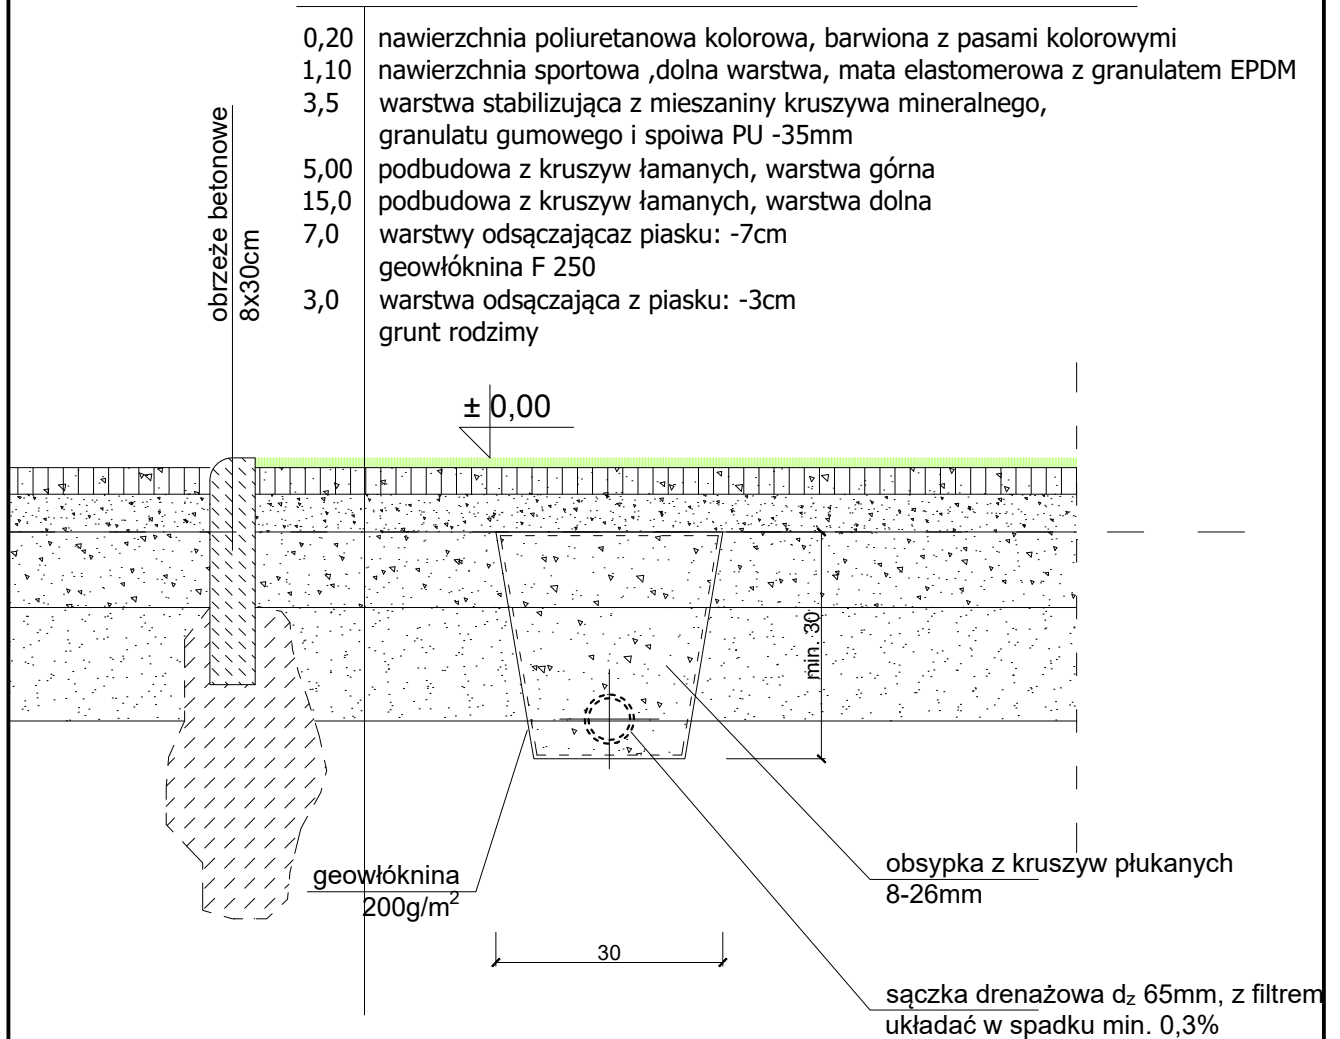 0,20 nawierzchnia poliuretanowa kolorowa, barwiona z pasami kolorowymi
1,10 nawierzchnia sportowa ,dolna warstwa, mata elastomerowa z granulatem EPDM
3,5 warstwa stabilizująca z mieszaniny kruszywa mineralnego,
granulatu gumowego i spoiwa PU -35mm
5,00 podbudowa z kruszyw łamanych, warstwa górna
15,0 podbudowa z kruszyw łamanych, warstwa dolna
7,0 warstwy odsączającaz piasku: -7cm
geowłóknina F 250
3,0 warstwa odsączająca z piasku: -3cm
grunt rodzimy
obrzeże betonowe
8x30cm
± 0,00
min. 30
geowłóknina
200g/m²
obsypka z kruszyw płukanych
8-26mm
30
sączka drenażowa dz 65mm, z filtrem
układać w spadku min. 0,3%